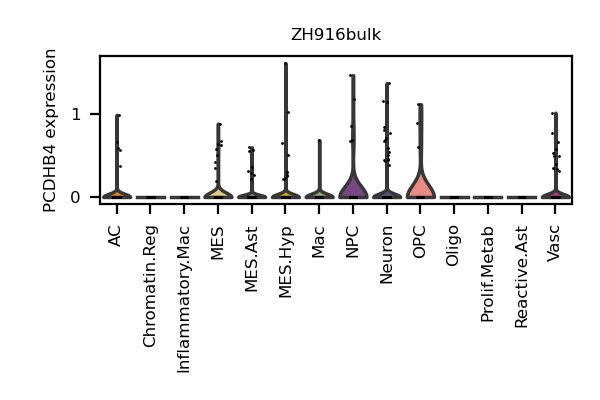 ZH916bulk
PCDHB4 expression
1
0
AC
Chromatin.Reg
Inflammatory.Mac
MES
MES.Ast
MES.Hyp
Mac
NPC
Neuron
OPC
Oligo
Prolif.Metab
Reactive.Ast
Vasc